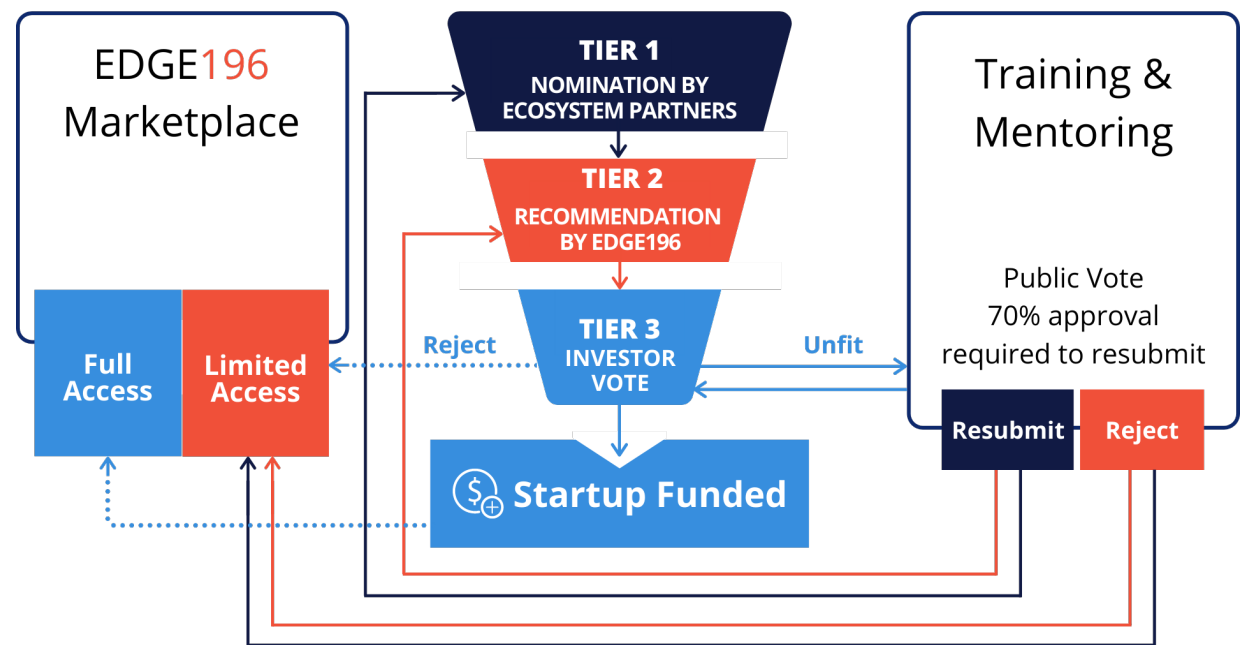 EDGE196
Marketplace
Full
Access
Limited
Access
TIER 1
NOMINATION BY
ECOSYSTEM PARTNERS
TIER 2
RECOMMENDATION
BY EDGE196
TIER 3
INVESTOR
VOTE
Reject
Unfit
$
Startup Funded
Training &
Mentoring
Public Vote
70% approval
required to resubmit
Resubmit
Reject